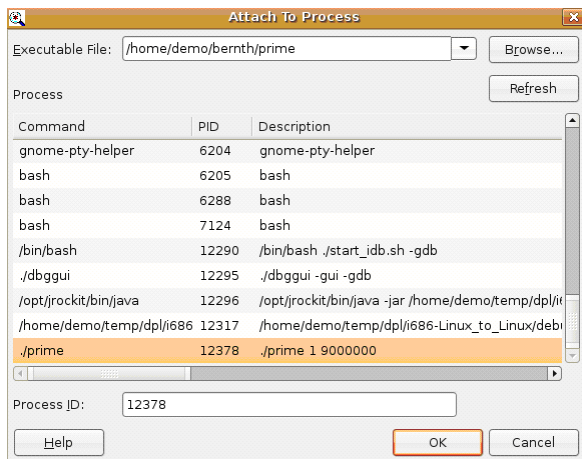 Attach To Process
Executable File: /home/demo/bernth/prime Browse...
Refresh
Process
Command PID Description
gnome-pty-helper 6204 gnome-pty-helper
bash 6205 bash
bash 6288 bash
bash 7124 bash
/bin/bash 12290 /bin/bash ./start_idb.sh -gdb
./dbggui 12295 ./dbggui -gui -gdb
/opt/jrockit/bin/java 12296 /opt/jrockit/bin/java -jar /home/demo/temp/dpl/i6
/home/demo/temp/dpl/i686 12317 /home/demo/temp/dpl/i686-Linux_to_Linux/deb
./prime 12378 ./prime 1 9000000
Process ID: 12378
Help OK Cancel